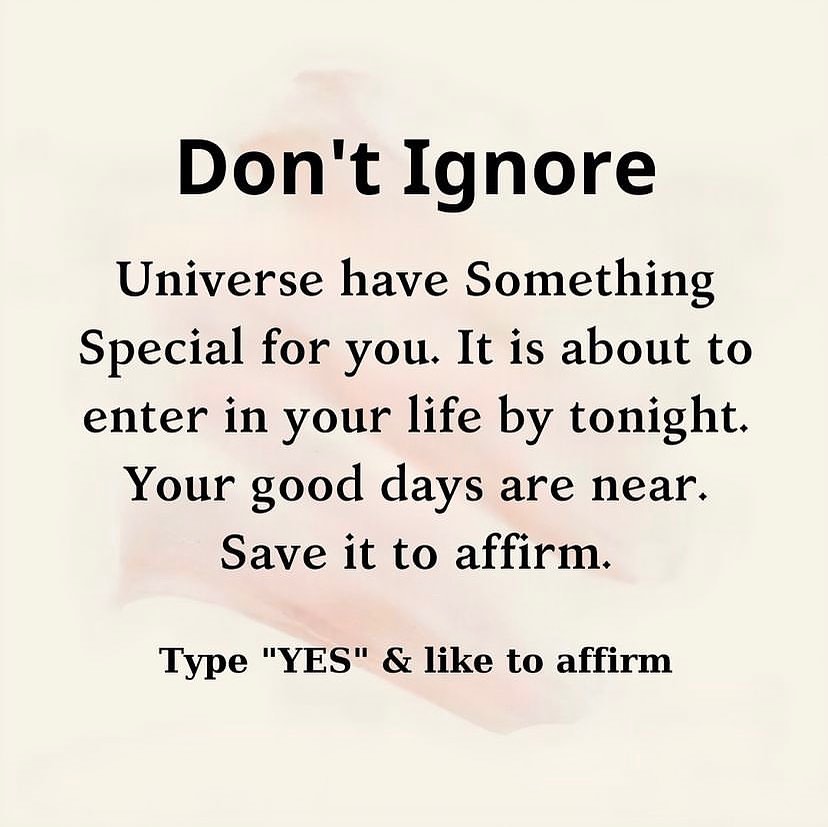 Don't Ignore
Universe have Something
Special for you. It is about to
enter in your life by tonight.
Your good days are near.
Save it to affirm.
Type "YES" & like to affirm